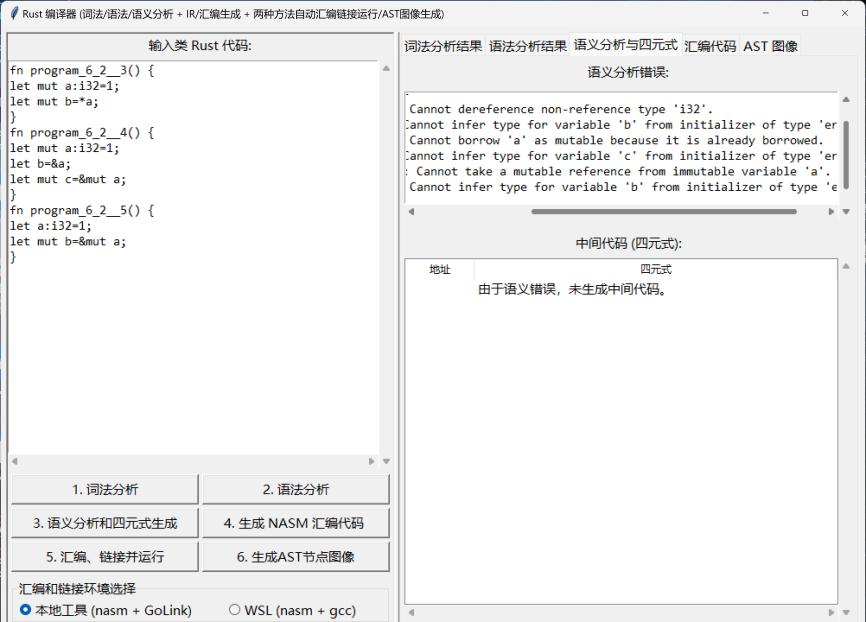 Rust 编译器 (词法/语法/语义分析 + IR/汇编生成 + 两种方法自动汇编链接运行/AST图像生成)
输入类 Rust 代码:
fn program_6_2__3() {
let mut a:i32=1;
let mut b=*a;
}
fn program_6_2__4() {
let mut a:i32=1;
let b=&a;
let mut c=&mut a;
}
fn program_6_2__5() {
let a:i32=1;
let mut b=&mut a;
}
1. 词法分析
2. 语法分析
3. 语义分析和四元式生成
4. 生成 NASM 汇编代码
5. 汇编、链接并运行
6. 生成AST节点图像
汇编和链接环境选择
本地工具 (nasm + GoLink)
WSL (nasm + gcc)
词法分析结果 语法分析结果 语义分析与四元式 汇编代码 AST 图像
语义分析错误:
Cannot dereference non-reference type 'i32'.
Cannot infer type for variable 'b' from initializer of type 'er
Cannot borrow 'a' as mutable because it is already borrowed.
Cannot infer type for variable 'c' from initializer of type 'er
: Cannot take a mutable reference from immutable variable 'a'.
Cannot infer type for variable 'b' from initializer of type 'e
中间代码 (四元式):
地址 四元式
由于语义错误，未生成中间代码。